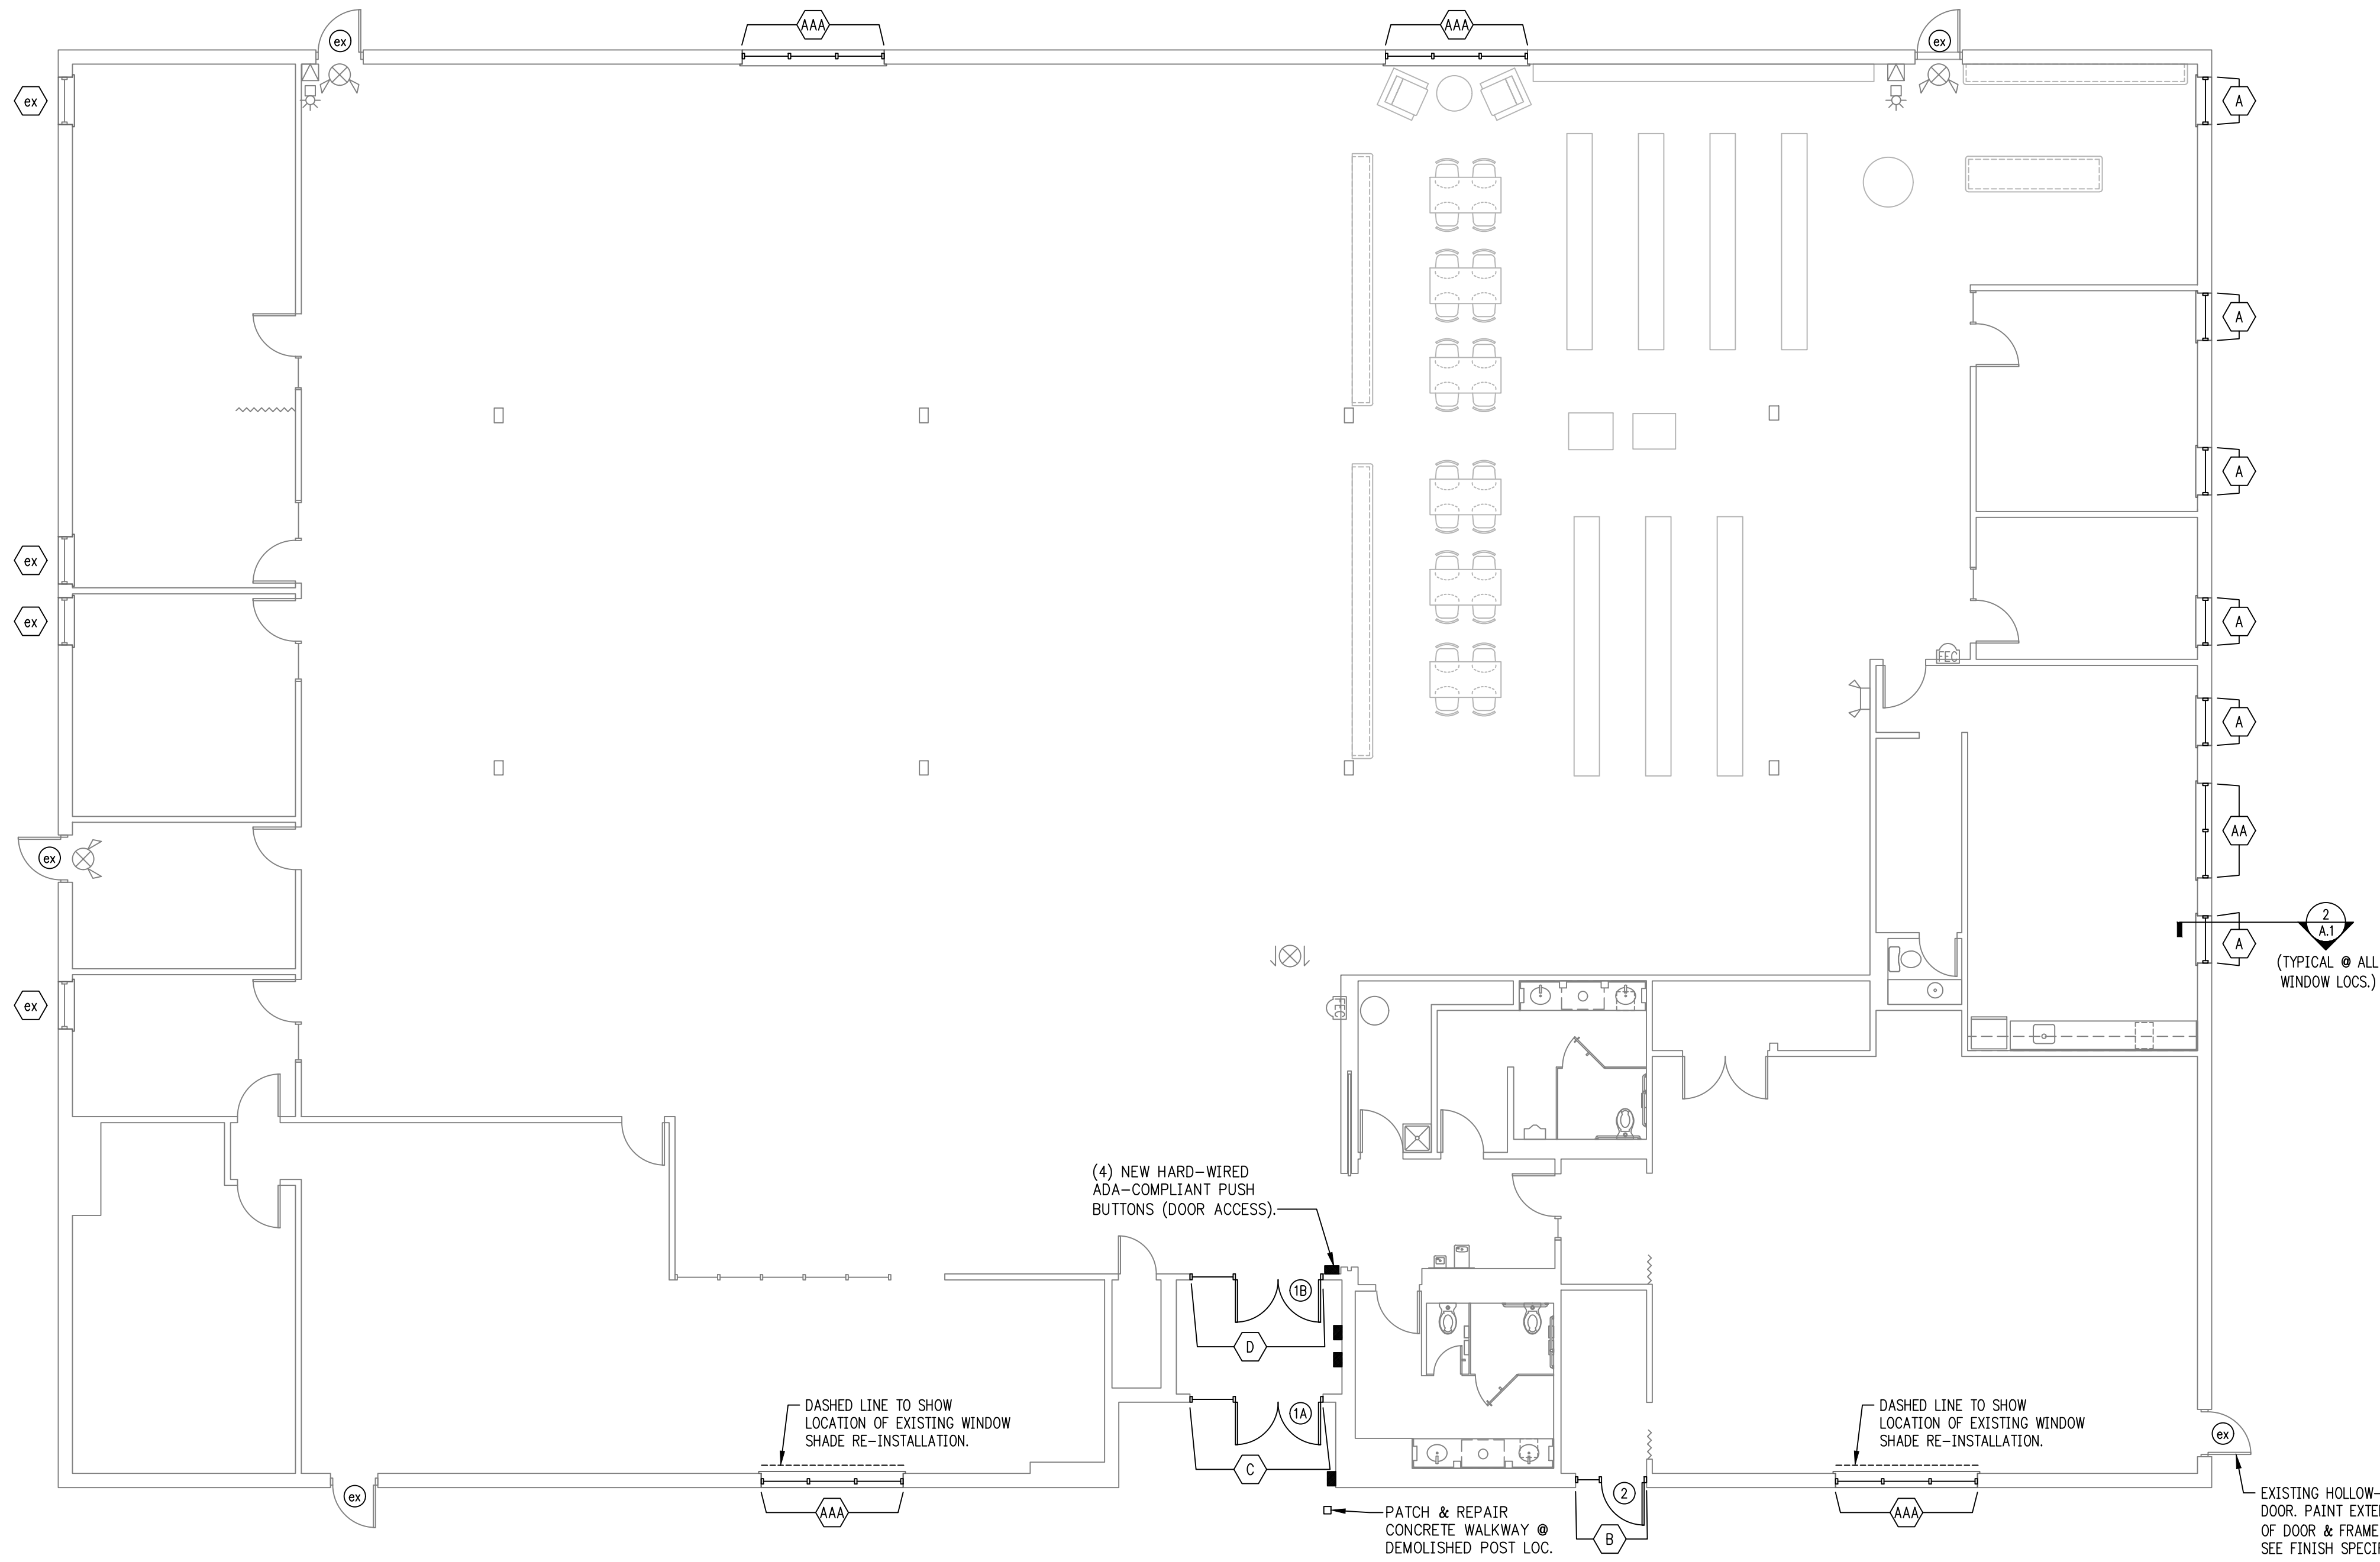 AAA
AAA
ex
ex
ex
A
A
A
ex
ex
A
FEC
A
AA
ex
2
A.1
A
(TYPICAL @ ALL
WINDOW LOCS.)
ex
FEC
(4) NEW HARD-WIRED
ADA-COMPLIANT PUSH
BUTTONS (DOOR ACCESS).
1B
D
DASHED LINE TO SHOW
LOCATION OF EXISTING WINDOW
SHADE RE-INSTALLATION.
1A
C
DASHED LINE TO SHOW
LOCATION OF EXISTING WINDOW
SHADE RE-INSTALLATION.
ex
ex
AAA
2
B
AAA
PATCH & REPAIR
CONCRETE WALKWAY @
DEMOLISHED POST LOC.
EXISTING HOLLOW-
DOOR. PAINT
OF DOOR & FRAME
SEE FINISH